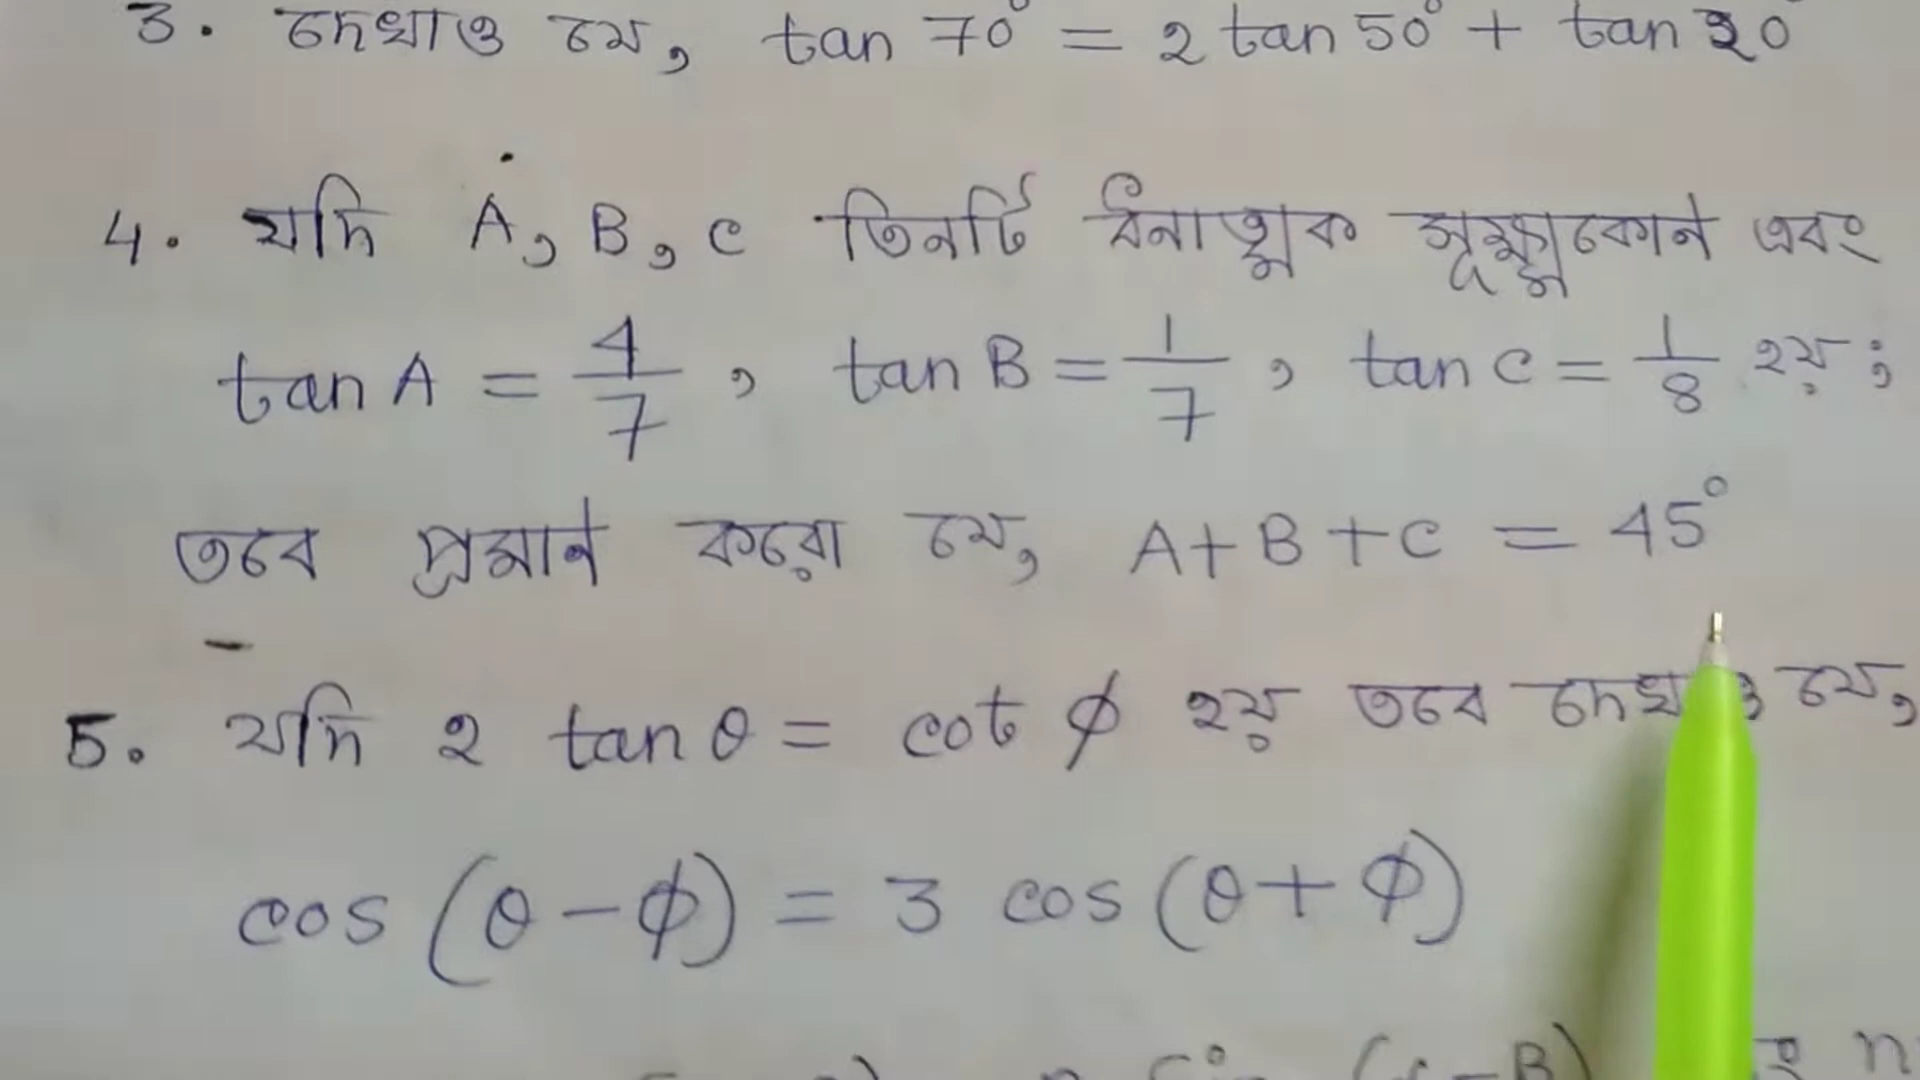 3. দেখাও যে, tan 70° = 2 tan 50° + tan 20°
4. যদি A, B, C তিনটি ধনাত্মক সূক্ষ্মকোন এবং
tan A = 4/7, tan B = 1/7, tan C = 1/8 হয়;
তবে প্রমান করো যে, A + B + C = 45°
5. যদি 2 tan θ = cot ϕ হয় তবে দেখাও যে,
cos (θ − ϕ) = 3 cos (θ + ϕ)